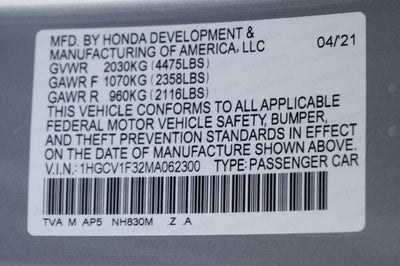 MFD. BY HONDA DEVELOPMENT &
MANUFACTURING OF AMERICA, LLC 04/21
GVWR 2030KG (4475LBS)
GAWR F 1070KG (2358LBS)
GAWR R 960KG (2116LBS)
THIS VEHICLE CONFORMS TO ALL APPLICABLE
FEDERAL MOTOR VEHICLE SAFETY, BUMPER,
AND THEFT PREVENTION STANDARDS IN EFFECT
ON THE DATE OF MANUFACTURE SHOWN ABOVE.
V.I.N.: 1HGCV1F32MA062300 TYPE: PASSENGER CAR
TVA M AP5 NH830M .Z .A